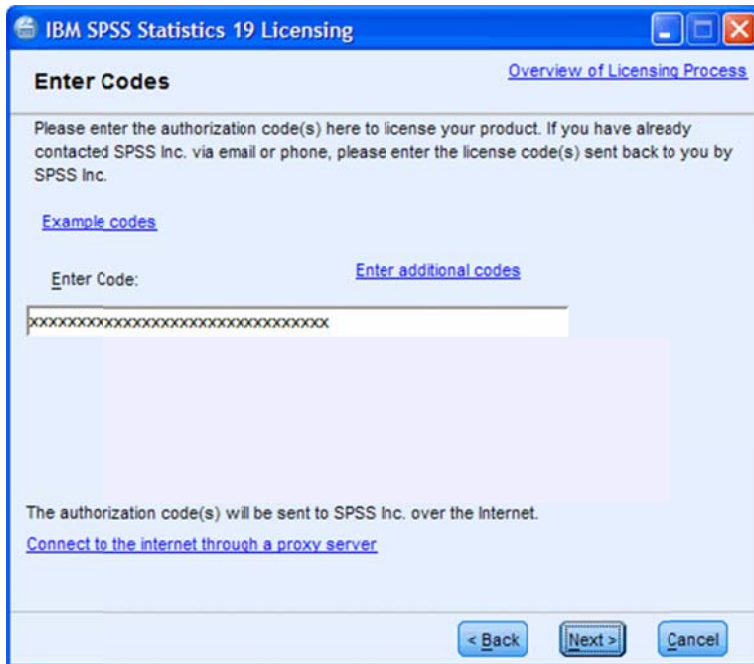 IBM SPSS Statistics 19 Licensing
Enter Codes
Overview of Licensing Process
Please enter the authorization code(s) here to license your product. If you have already
contacted SPSS Inc. via email or phone, please enter the license code(s) sent back to you by
SPSS Inc.
Example codes
Enter Code:
Enter additional codes
xxxxxxxxxxxxxxxxxxxxxxxxxxxxxxxx
The authorization code(s) will be sent to SPSS Inc. over the Internet.
Connect to the internet through a proxy server
< Back
Next >
Cancel